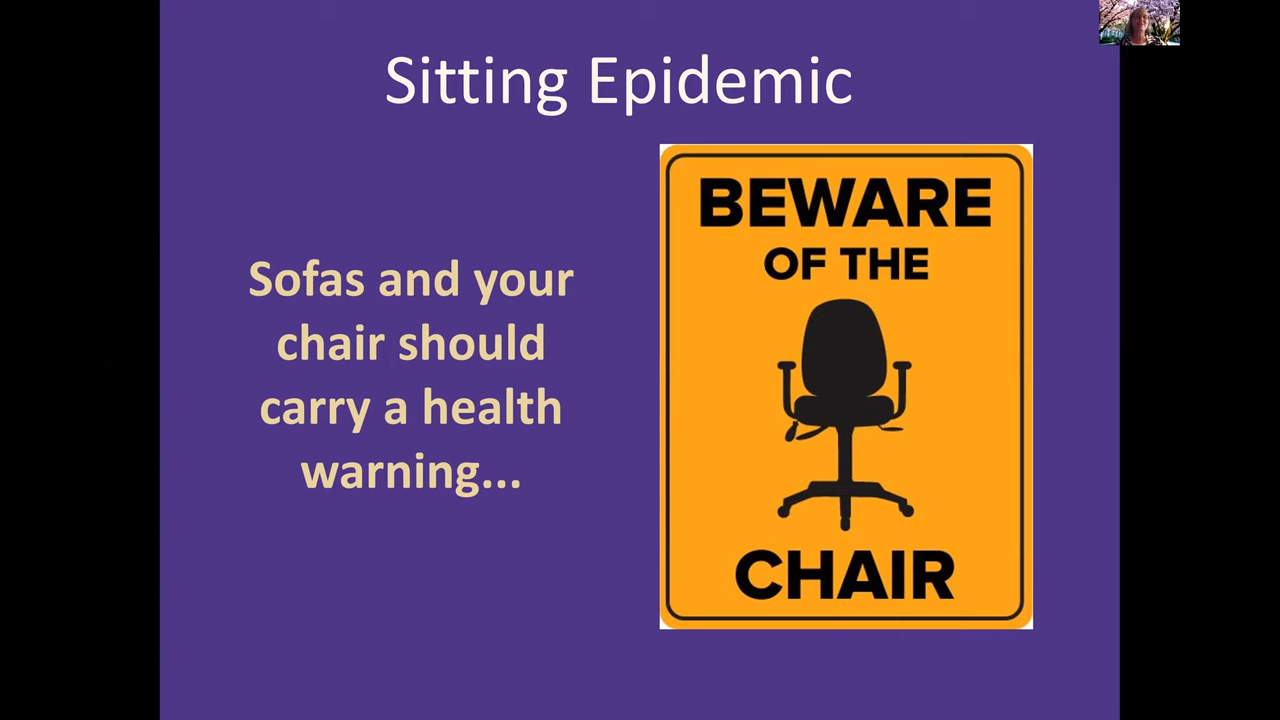 Sitting Epidemic
Sofas and your
chair should
carry a health
warning...
BEWARE
OF THE
CHAIR